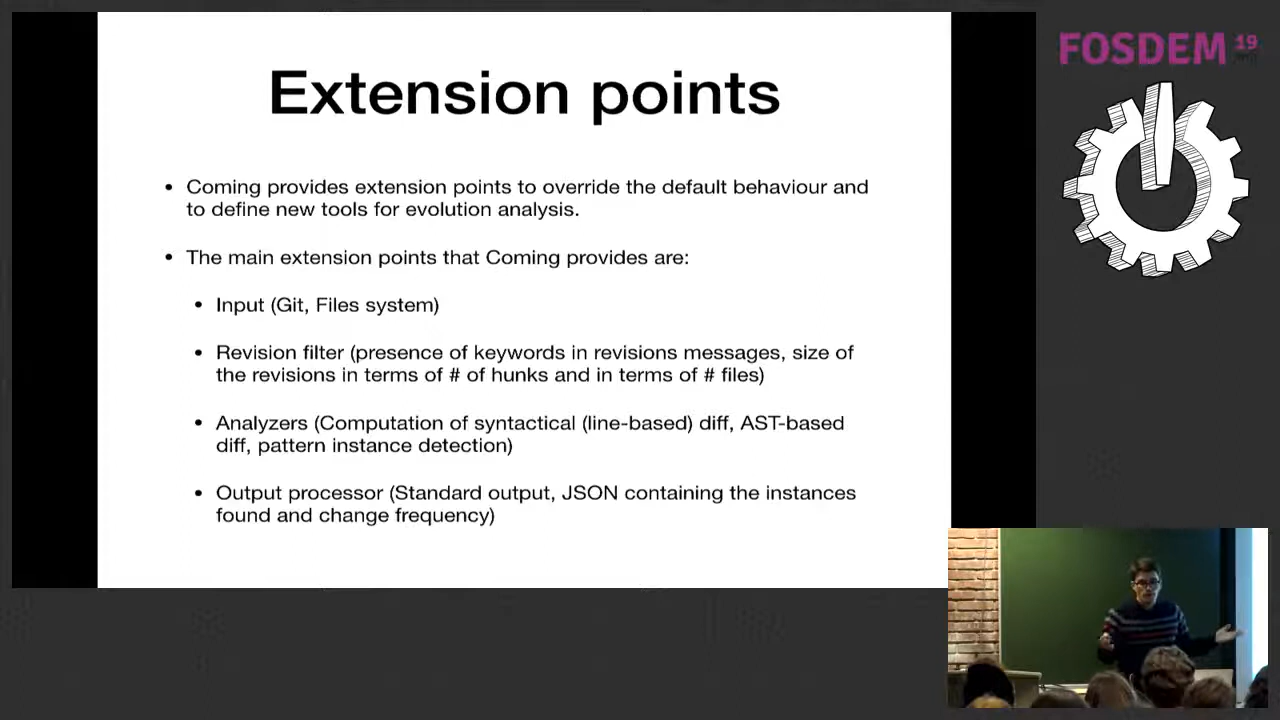 Extension points
• Coming provides extension points to override the default behaviour and
to define new tools for evolution analysis.
• The main extension points that Coming provides are:
• Input (Git, Files system)
• Revision filter (presence of keywords in revisions messages, size of
the revisions in terms of # of hunks and in terms of # files)
• Analyzers (Computation of syntactical (line-based) diff, AST-based
diff, pattern instance detection)
• Output processor (Standard output, JSON containing the instances
found and change frequency)
FOSDEM 19